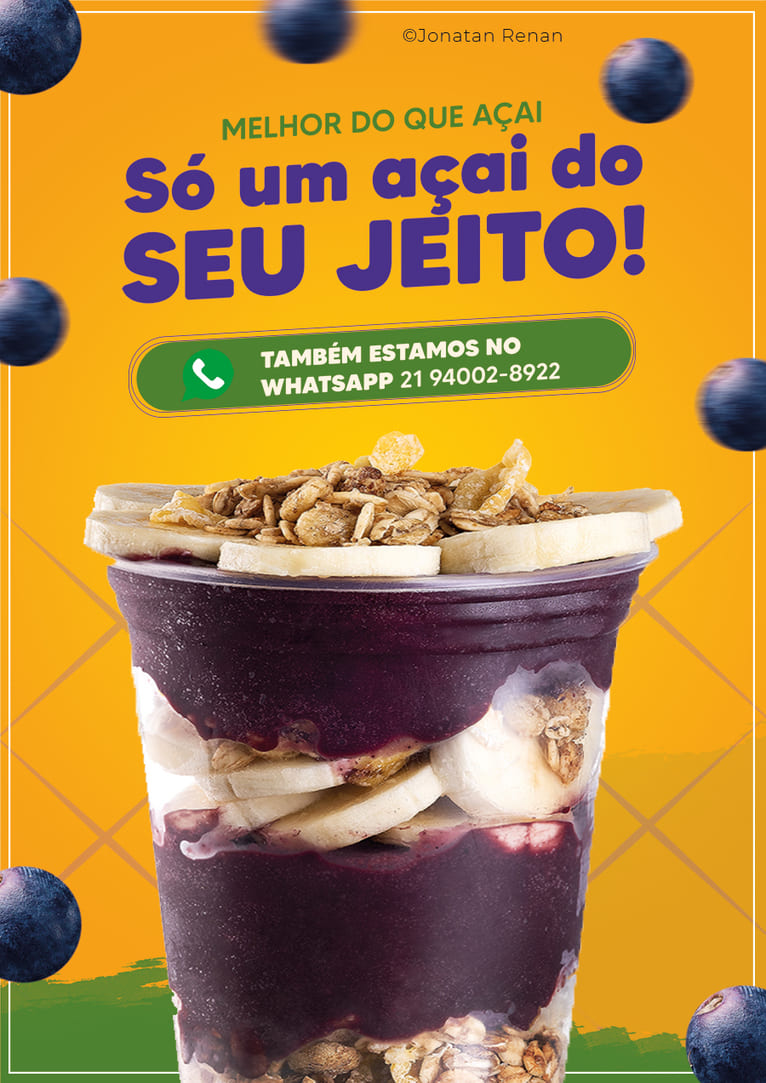 ©Jonatan Renan
MELHOR DO QUE AÇAI
Só um açai do
SEU JEITO!
TAMBÉM ESTAMOS NO
WHATSAPP 21 94002-8922